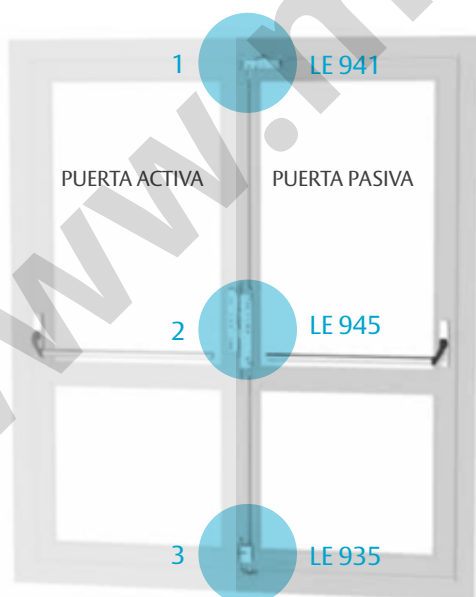 1 LE 941
PUERTA ACTIVA PUERTA PASIVA
2 LE 945
3 LE 935